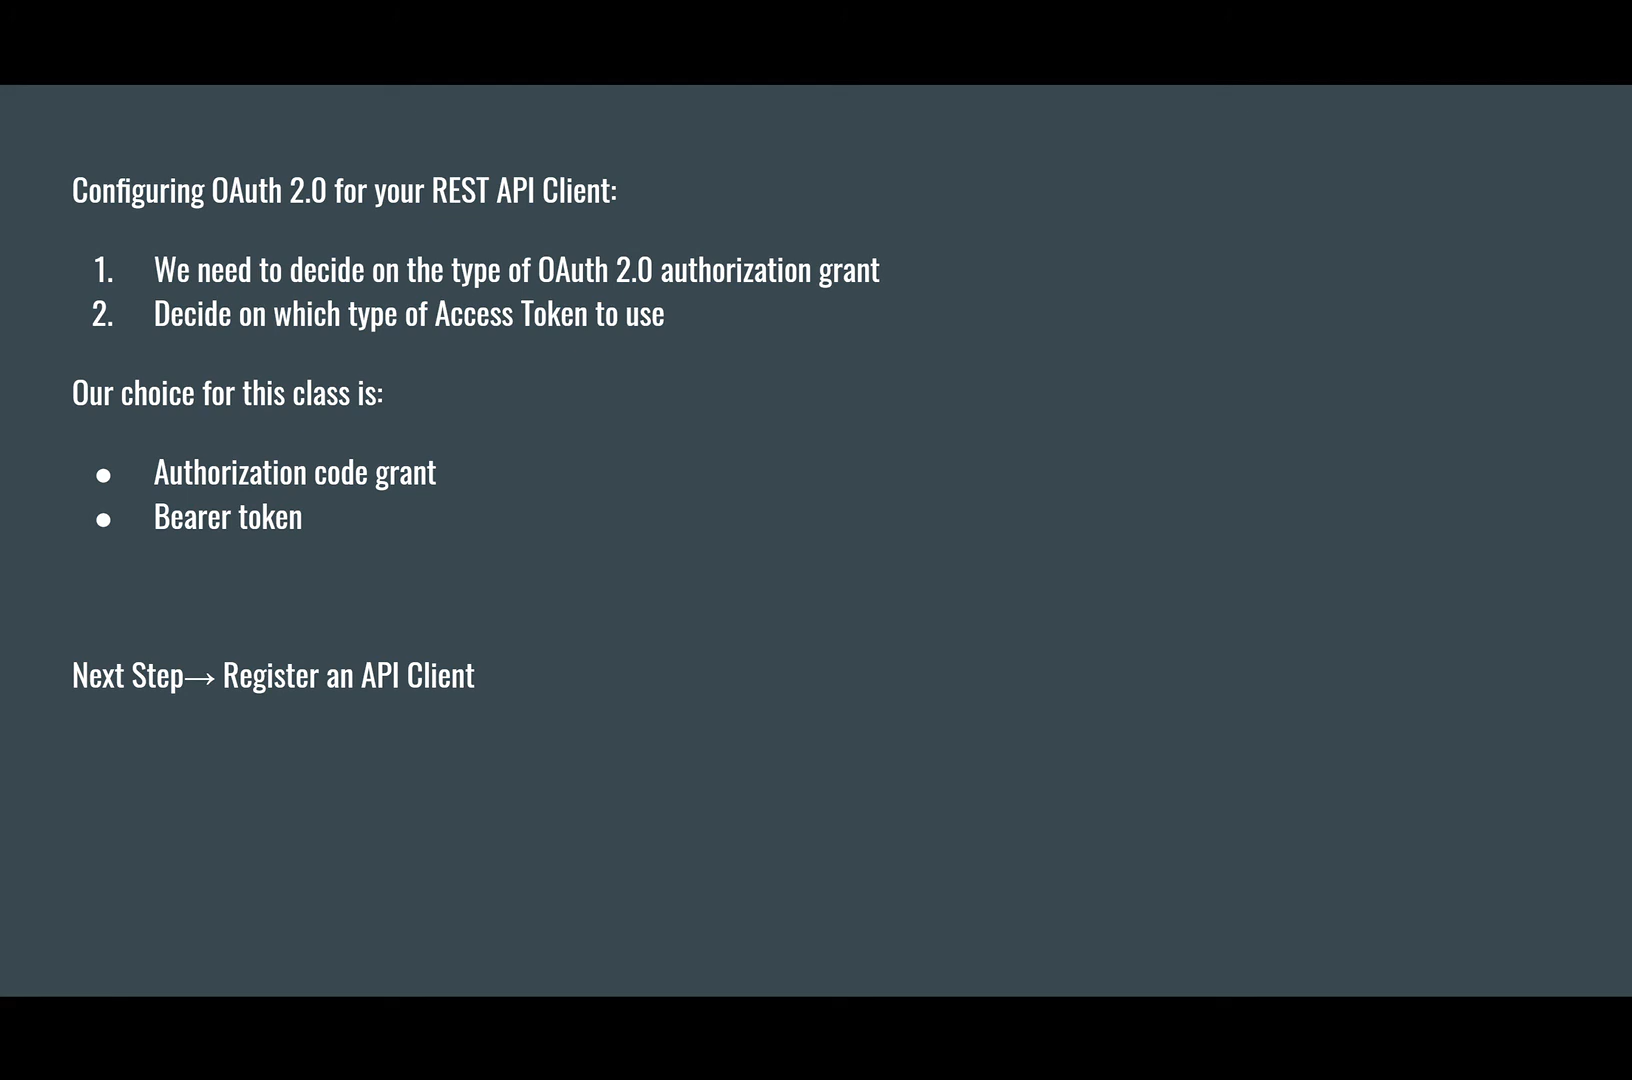 Configuring OAuth 2.0 for your REST API Client:
1. We need to decide on the type of OAuth 2.0 authorization grant
2. Decide on which type of Access Token to use
Our choice for this class is:
● Authorization code grant
● Bearer token
Next Step→ Register an API Client